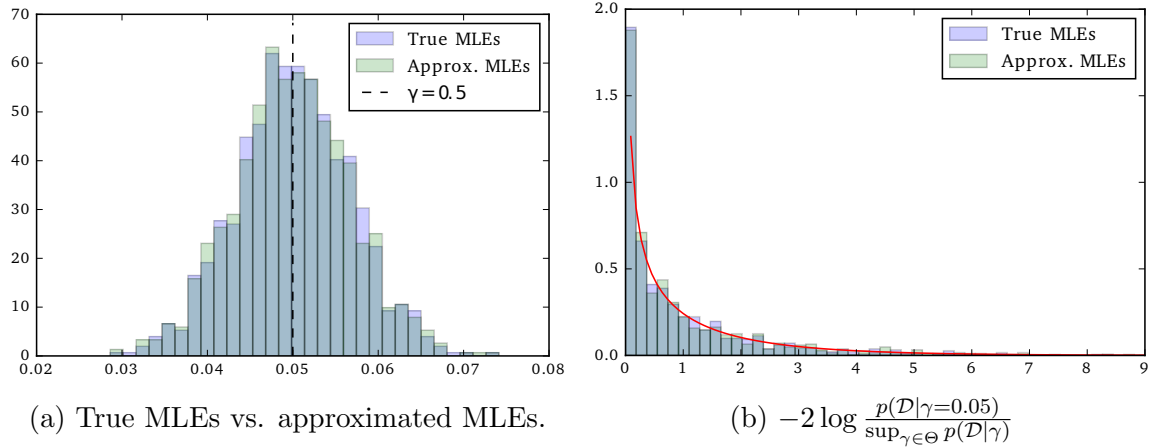 70
60
50
40
30
20
10
0
0.02 0.03 0.04 0.05 0.06 0.07 0.08
True MLEs
Approx. MLEs
γ=0.5
(a) True MLEs vs. approximated MLEs.
2.0
1.5
1.0
0.5
0.0
0 1 2 3 4 5 6 7 8 9
True MLEs
Approx. MLEs
(b) −2 log p(𝒟|γ=0.05) / sup_{γ∈Θ} p(𝒟|γ)